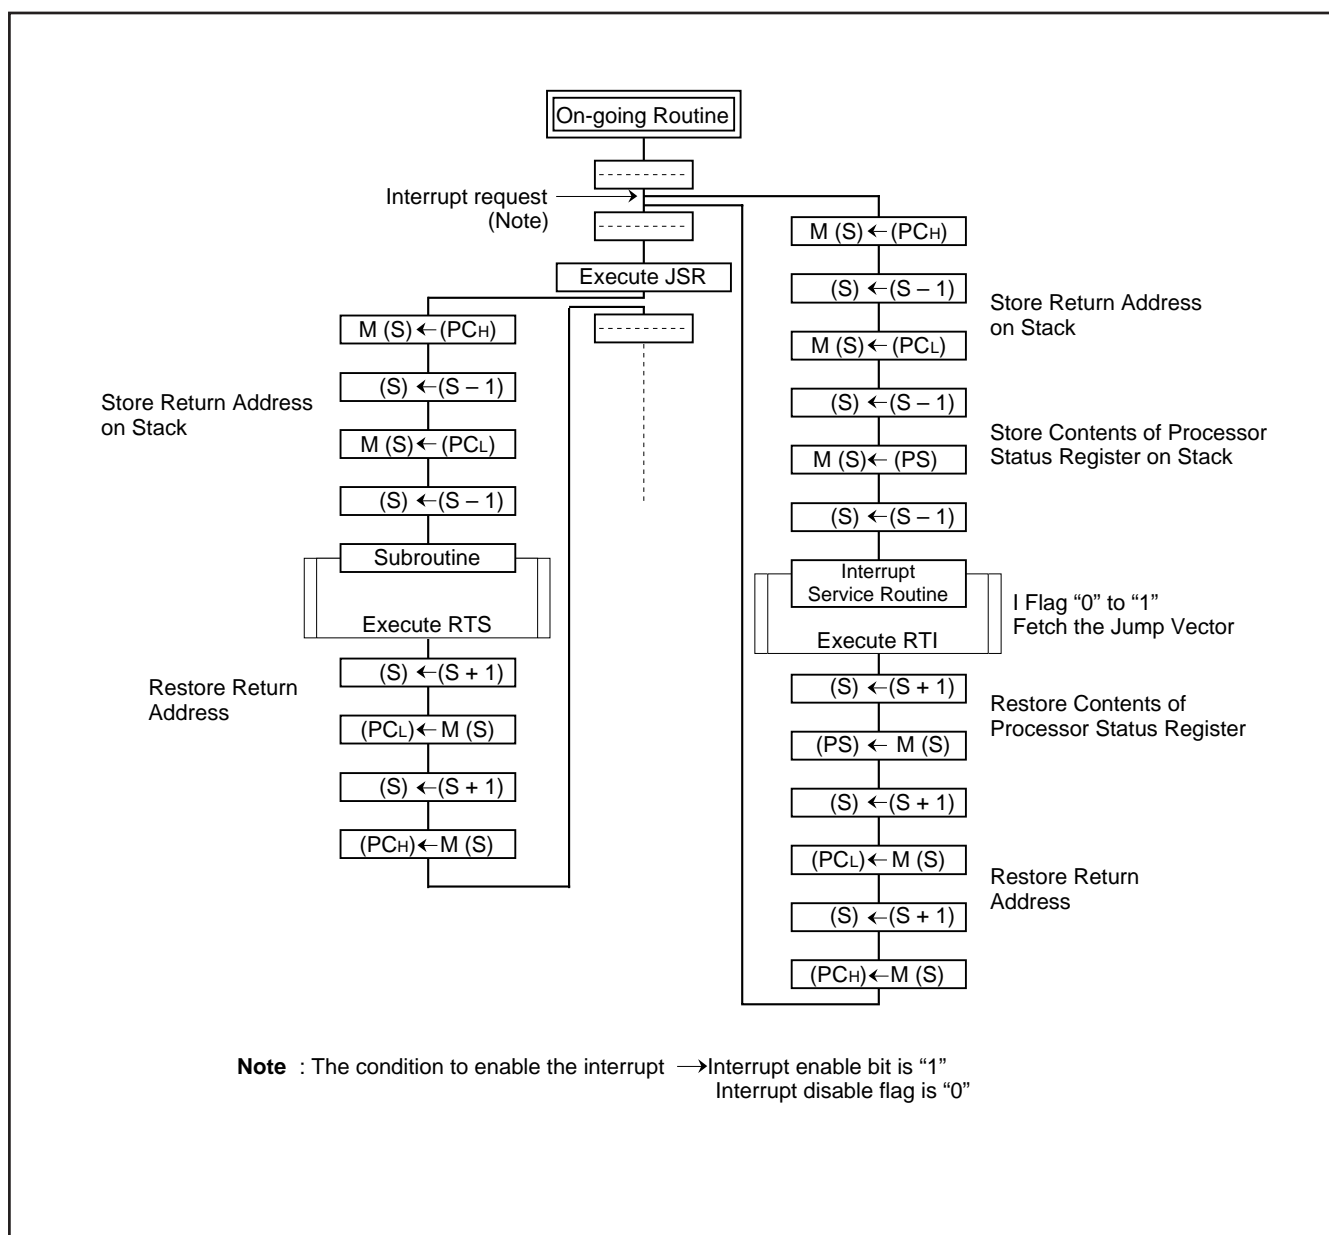 On-going Routine
Interrupt request
(Note)
Execute JSR
M (S) ← (PCH)
(S) ← (S – 1)
M (S) ← (PCL)
(S) ← (S – 1)
Store Return Address
on Stack
Subroutine
Execute RTS
(S) ← (S + 1)
(PCL) ← M (S)
(S) ← (S + 1)
(PCH) ← M (S)
Restore Return
Address
M (S) ← (PCH)
(S) ← (S – 1)
M (S) ← (PCL)
(S) ← (S – 1)
M (S) ← (PS)
(S) ← (S – 1)
Store Return Address
on Stack
Store Contents of Processor
Status Register on Stack
Interrupt
Service Routine
Execute RTI
I Flag “0” to “1”
Fetch the Jump Vector
(S) ← (S + 1)
(PS) ← M (S)
(S) ← (S + 1)
(PCL) ← M (S)
(S) ← (S + 1)
(PCH) ← M (S)
Restore Contents of
Processor Status Register
Restore Return
Address
Note : The condition to enable the interrupt → Interrupt enable bit is “1”
Interrupt disable flag is “0”